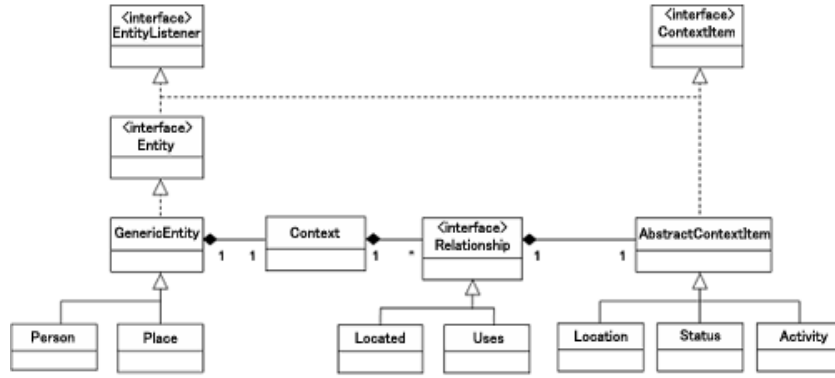 <interface>
EntityListener
<interface>
ContextItem
<interface>
Entity
GenericEntity
1
1
Context
1
*
<interface>
Relationship
1
1
AbstractContextItem
Person
Place
Located
Uses
Location
Status
Activity